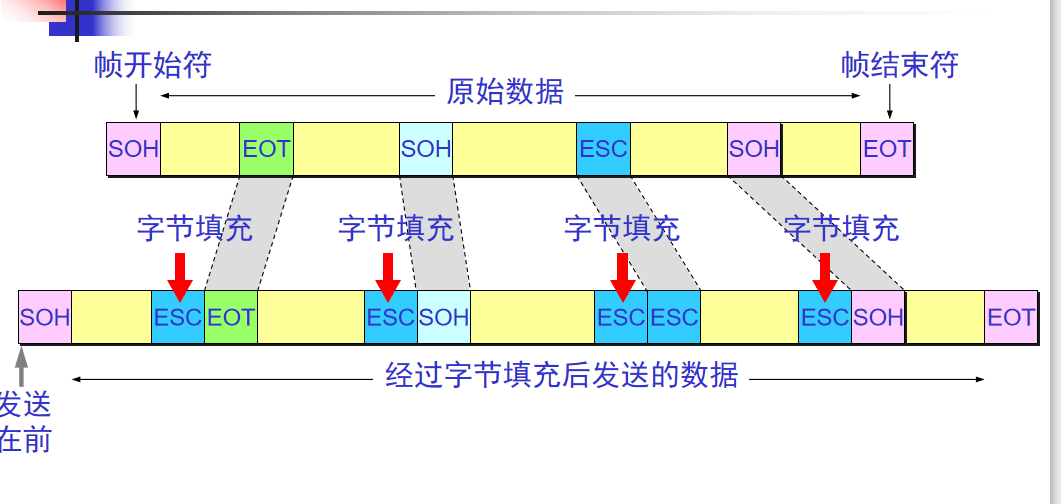 帧开始符
帧结束符
原始数据
SOH EOT SOH ESC SOH EOT
字节填充 字节填充 字节填充 字节填充
SOH ESC EOT ESC SOH ESC ESC ESC SOH EOT
经过字节填充后发送的数据
发送
在前